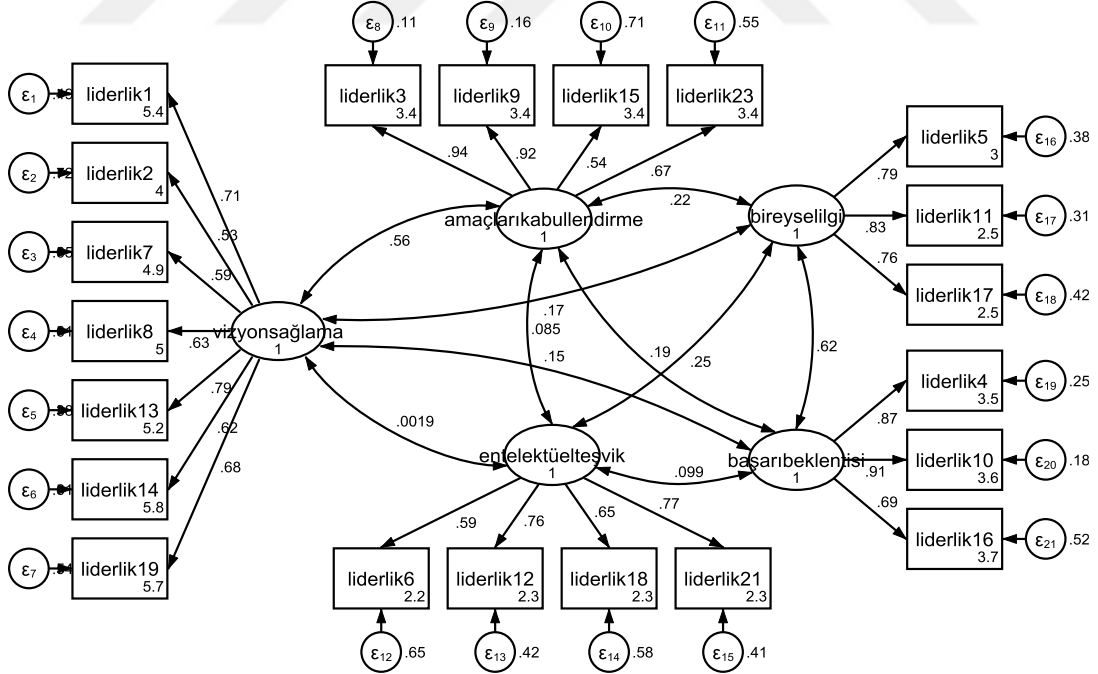 ε8 .11
ε9 .16
ε10 .71
ε11 .55
liderlik3 3.4
liderlik9 3.4
liderlik15 3.4
liderlik23 3.4
.94
.92
.54
.67
ε1
liderlik1 5.4
ε2
liderlik2 4
ε3
liderlik7 4.9
ε4
liderlik8 5
ε5
liderlik13 5.2
ε6
liderlik14 5.8
ε7
liderlik19 5.7
.71
.53
.59
.63
.79
.62
.68
vizyonsağlama 1
amaçlarıkabullendirme 1
bireyselilgi 1
entelektüelteşvik 1
başarıbeklentisi 1
.56
.22
.17
.085
.15
.19
.25
.62
.0019
.099
.79
.83
.76
liderlik5 3
ε16 .38
liderlik11 2.5
ε17 .31
liderlik17 2.5
ε18 .42
.87
.91
.69
liderlik4 3.5
ε19 .25
liderlik10 3.6
ε20 .18
liderlik16 3.7
ε21 .52
.59
.76
.65
.77
liderlik6 2.2
liderlik12 2.3
liderlik18 2.3
liderlik21 2.3
ε12 .65
ε13 .42
ε14 .58
ε15 .41